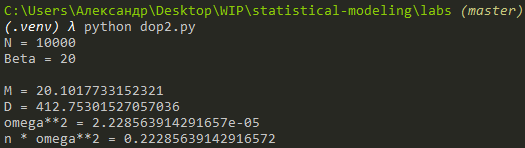 C:\Users\Александр\Desktop\WIP\statistical-modeling\labs (master)
(.venv) λ python dop2.py
N = 10000
Beta = 20

M = 20.1017733152321
D = 412.75301527057036
omega**2 = 2.228563914291657e-05
n * omega**2 = 0.22285639142916572